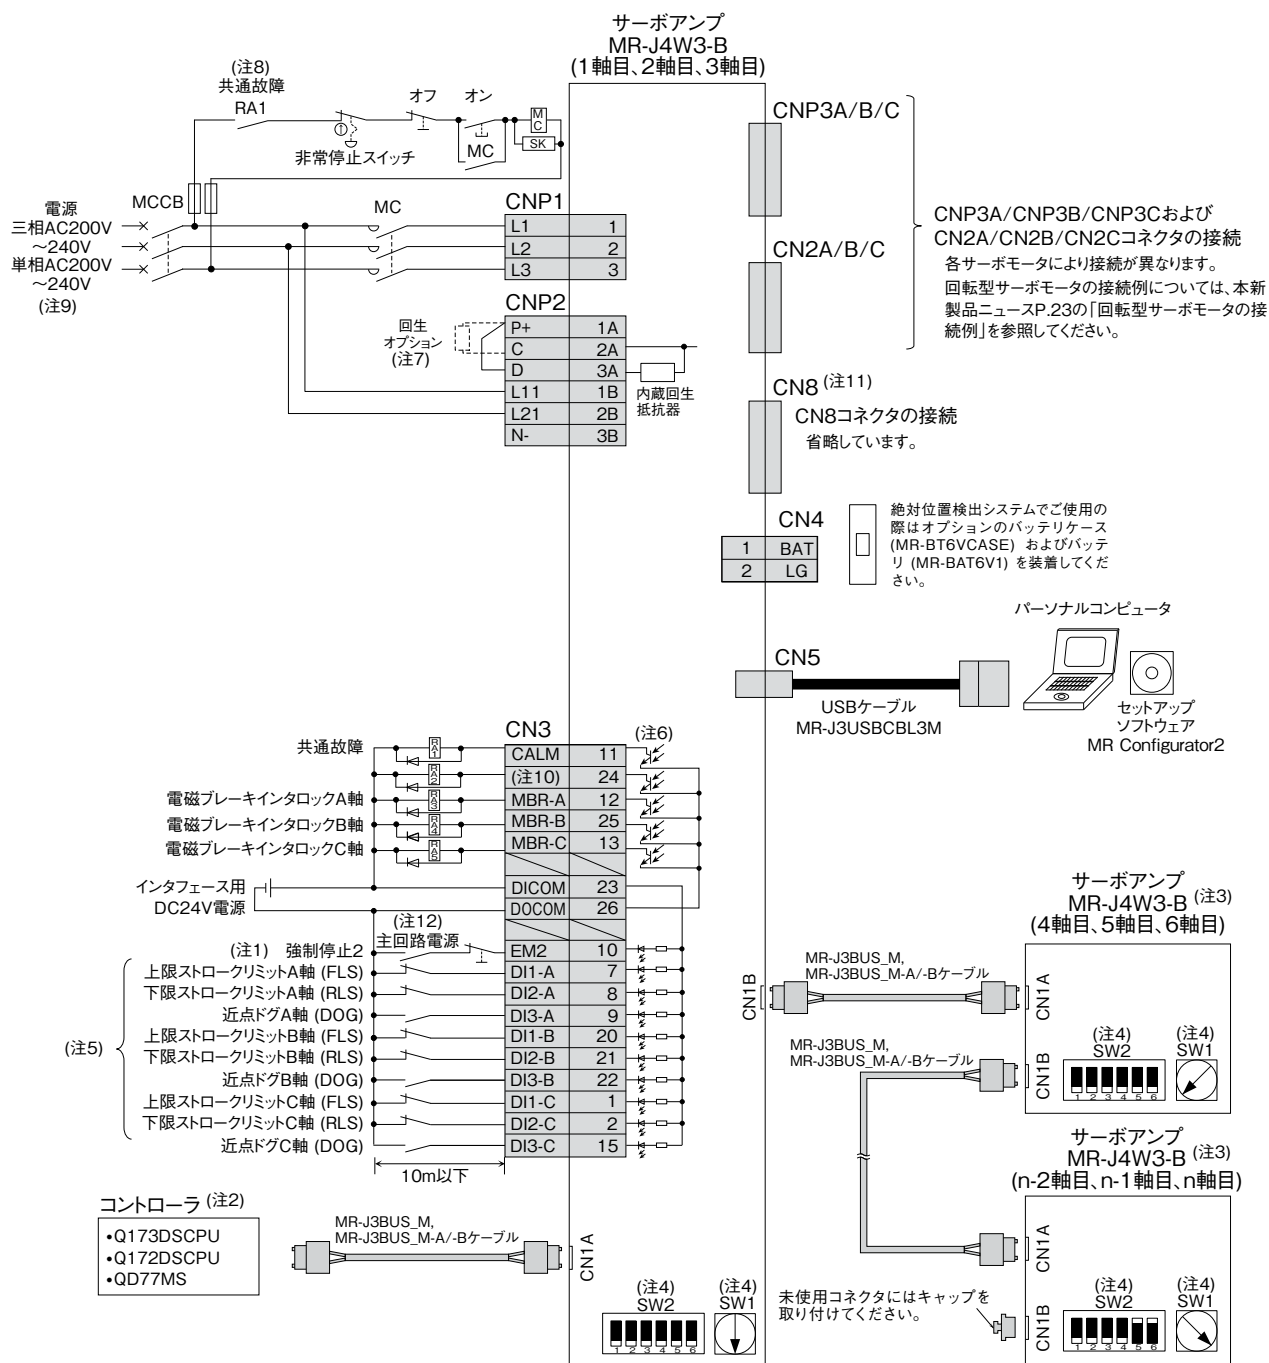 サーボアンプ
MR-J4W3-B
(1軸目、2軸目、3軸目)
(注8)
共通故障
RA1
オフ
オン
MC
SK
非常停止スイッチ
MC
電源
三相AC200V
～240V
単相AC200V
～240V
(注9)
MCCB
MC
CNP1
L1 1
L2 2
L3 3
CNP2
P+ 1A
C 2A
D 3A
L11 1B
L21 2B
N- 3B
回生
オプション
(注7)
内蔵回生
抵抗器
CNP3A/B/C
CN2A/B/C
CNP3A/CNP3B/CNP3Cおよび
CN2A/CN2B/CN2Cコネクタの接続
各サーボモータにより接続が異なります。
回転型サーボモータの接続例については、本新
製品ニュースP.23の「回転型サーボモータの接
続例」を参照してください。
CN8 (注11)
CN8コネクタの接続
省略しています。
CN4
1 BAT
2 LG
絶対位置検出システムでご使用の
際はオプションのバッテリケース
(MR-BT6VCASE) およびバッテ
リ (MR-BAT6V1) を装着してくだ
さい。
パーソナルコンピュータ
CN5
USBケーブル
MR-J3USBCBL3M
セットアップ
ソフトウェア
MR Configurator2
CN3
(注6)
共通故障 RA1 CALM 11
RA2 (注10) 24
電磁ブレーキインタロックA軸 RA3 MBR-A 12
電磁ブレーキインタロックB軸 RA4 MBR-B 25
電磁ブレーキインタロックC軸 RA5 MBR-C 13
インタフェース用
DC24V電源
DICOM 23
DOCOM 26
(注12)
主回路電源
(注1) 強制停止2 EM2 10
(注5)
上限ストロークリミットA軸 (FLS) DI1-A 7
下限ストロークリミットA軸 (RLS) DI2-A 8
近点ドグA軸 (DOG) DI3-A 9
上限ストロークリミットB軸 (FLS) DI1-B 20
下限ストロークリミットB軸 (RLS) DI2-B 21
近点ドグB軸 (DOG) DI3-B 22
上限ストロークリミットC軸 (FLS) DI1-C 1
下限ストロークリミットC軸 (RLS) DI2-C 2
近点ドグC軸 (DOG) DI3-C 15
10m以下
コントローラ (注2)
•Q173DSCPU
•Q172DSCPU
•QD77MS
MR-J3BUS_M,
MR-J3BUS_M-A/-Bケーブル
CN1A
(注4)
SW2
1 2 3 4 5 6
(注4)
SW1
CN1B
MR-J3BUS_M,
MR-J3BUS_M-A/-Bケーブル
サーボアンプ
MR-J4W3-B (注3)
(4軸目、5軸目、6軸目)
CN1A
CN1B
(注4)
SW2
1 2 3 4 5 6
(注4)
SW1
MR-J3BUS_M,
MR-J3BUS_M-A/-Bケーブル
サーボアンプ
MR-J4W3-B (注3)
(n-2軸目、n-1軸目、n軸目)
CN1A
CN1B
(注4)
SW2
1 2 3 4 5 6
(注4)
SW1
未使用コネクタにはキャップを
取り付けてください。